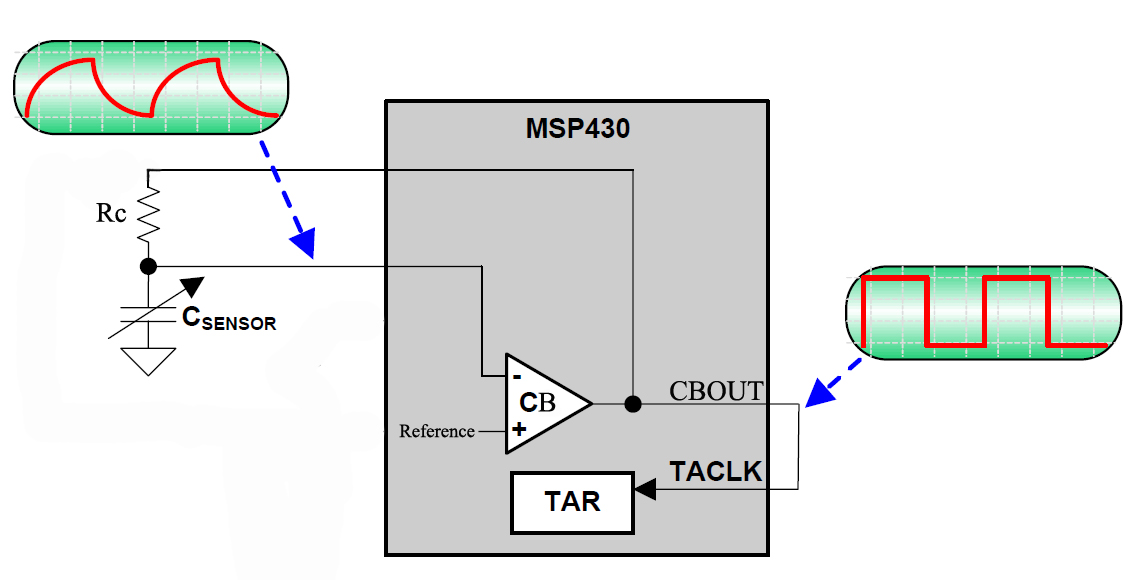 MSP430
Rc
CSENSOR
-
CB
CBOUT
Reference
+
TACLK
TAR